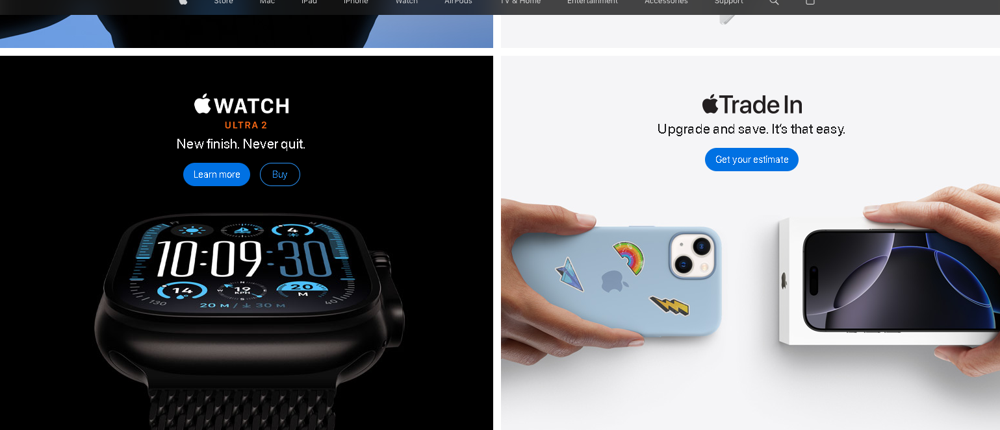 Store Mac iPad iPhone Watch AirPods TV & Home Entertainment Accessories Support
WATCH
ULTRA 2
New finish. Never quit.
Learn more Buy
FT M
4
10:09:30
14 W N E S 19 KPH 20 M
130 20 M / 30 M 40
Trade In
Upgrade and save. It's that easy.
Get your estimate